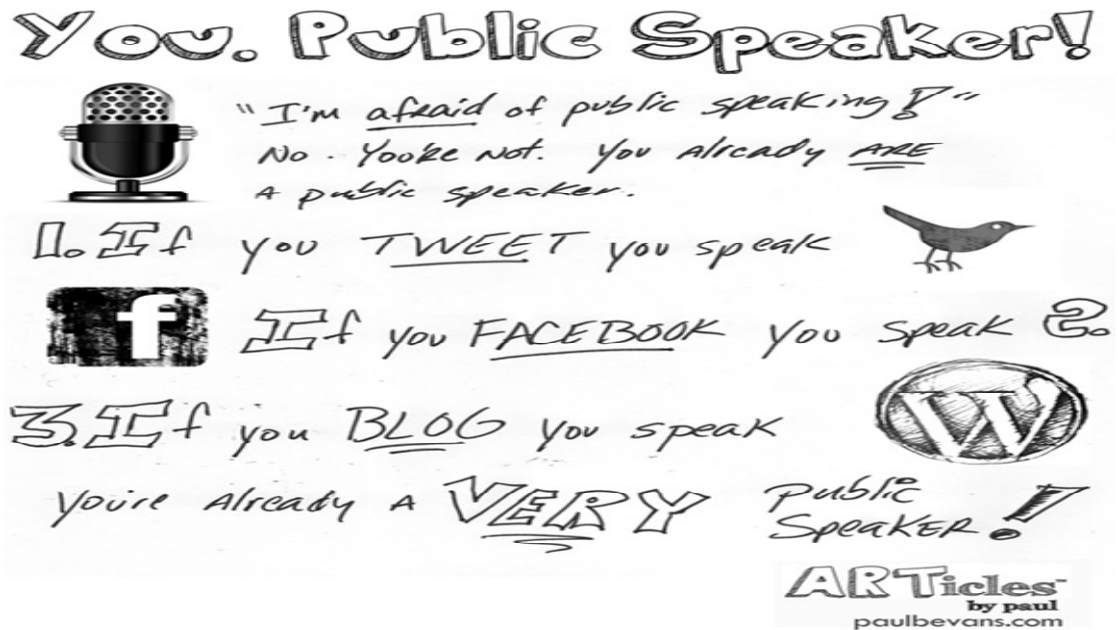 You. Public Speaker!
"I'm afraid of public speaking!"
No. You're not. You already ARE
A public speaker.
1. If you TWEET you speak
f
If you FACEBOOK you speak 2.
3. If you BLOG you speak
W
You're Already A VERY Public
Speaker!
ARTicles™
by paul
paulbevans.com